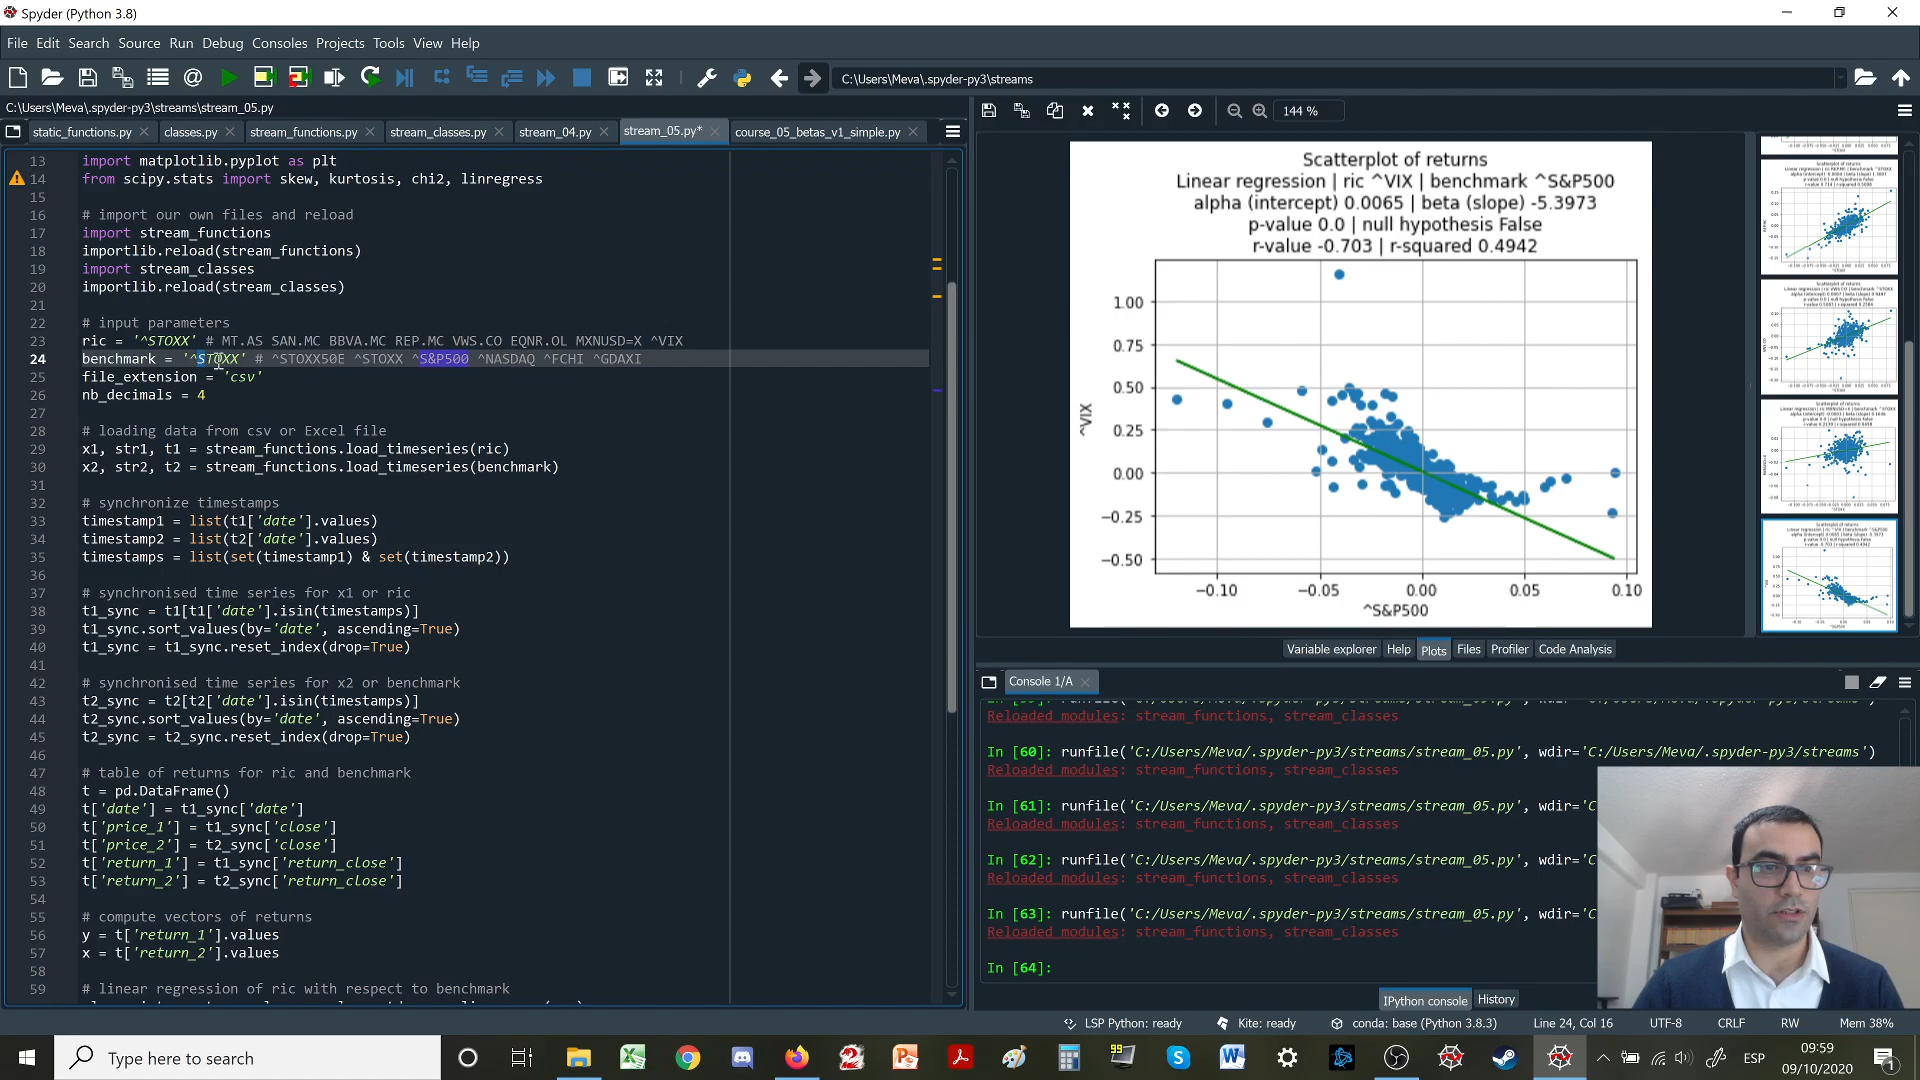 Spyder (Python 3.8)
File Edit Search Source Run Debug Consoles Projects Tools View Help
C:\Users\Meva\.spyder-py3\streams
C:\Users\Meva\.spyder-py3\streams\stream_05.py
static_functions.py classes.py stream_functions.py stream_classes.py stream_04.py stream_05.py* course_05_betas_v1_simple.py
144 %
13 import matplotlib.pyplot as plt
14 from scipy.stats import skew, kurtosis, chi2, linregress
15
16 # import our own files and reload
17 import stream_functions
18 importlib.reload(stream_functions)
19 import stream_classes
20 importlib.reload(stream_classes)
21
22 # input parameters
23 ric = '^STOXX' # MT.AS SAN.MC BBVA.MC REP.MC VWS.CO EQNR.OL MXNUSD=X ^VIX
24 benchmark = '^STOXX' # ^STOXX50E ^STOXX ^S&P500 ^NASDAQ ^FCHI ^GDAXI
25 file_extension = 'csv'
26 nb_decimals = 4
27
28 # loading data from csv or Excel file
29 x1, str1, t1 = stream_functions.load_timeseries(ric)
30 x2, str2, t2 = stream_functions.load_timeseries(benchmark)
31
32 # synchronize timestamps
33 timestamp1 = list(t1['date'].values)
34 timestamp2 = list(t2['date'].values)
35 timestamps = list(set(timestamp1) & set(timestamp2))
36
37 # synchronised time series for x1 or ric
38 t1_sync = t1[t1['date'].isin(timestamps)]
39 t1_sync.sort_values(by='date', ascending=True)
40 t1_sync = t1_sync.reset_index(drop=True)
41
42 # synchronised time series for x2 or benchmark
43 t2_sync = t2[t2['date'].isin(timestamps)]
44 t2_sync.sort_values(by='date', ascending=True)
45 t2_sync = t2_sync.reset_index(drop=True)
46
47 # table of returns for ric and benchmark
48 t = pd.DataFrame()
49 t['date'] = t1_sync['date']
50 t['price_1'] = t1_sync['close']
51 t['price_2'] = t2_sync['close']
52 t['return_1'] = t1_sync['return_close']
53 t['return_2'] = t2_sync['return_close']
54
55 # compute vectors of returns
56 y = t['return_1'].values
57 x = t['return_2'].values
58
59 # linear regression of ric with respect to benchmark
Scatterplot of returns
Linear regression | ric ^VIX | benchmark ^S&P500
alpha (intercept) 0.0065 | beta (slope) -5.3973
p-value 0.0 | null hypothesis False
r-value -0.703 | r-squared 0.4942
1.00
0.75
0.50
0.25
0.00
−0.25
−0.50
^VIX
−0.10 −0.05 0.00 0.05 0.10
^S&P500
Variable explorer Help Plots Files Profiler Code Analysis
Console 1/A
Reloaded modules: stream_functions, stream_classes
In [60]: runfile('C:/Users/Meva/.spyder-py3/streams/stream_05.py', wdir='C:/Users/Meva/.spyder-py3/streams')
Reloaded modules: stream_functions, stream_classes
In [61]: runfile('C:/Users/Meva/.spyder-py3/streams/stream_05.py', wdir='C
Reloaded modules: stream_functions, stream_classes
In [62]: runfile('C:/Users/Meva/.spyder-py3/streams/stream_05.py', wdir='C
Reloaded modules: stream_functions, stream_classes
In [63]: runfile('C:/Users/Meva/.spyder-py3/streams/stream_05.py', wdir='C
Reloaded modules: stream_functions, stream_classes
In [64]:
IPython console History
LSP Python: ready Kite: ready conda: base (Python 3.8.3) Line 24, Col 16 UTF-8 CRLF RW Mem 38%
Type here to search
99
ESP
09:59
09/10/2020
1